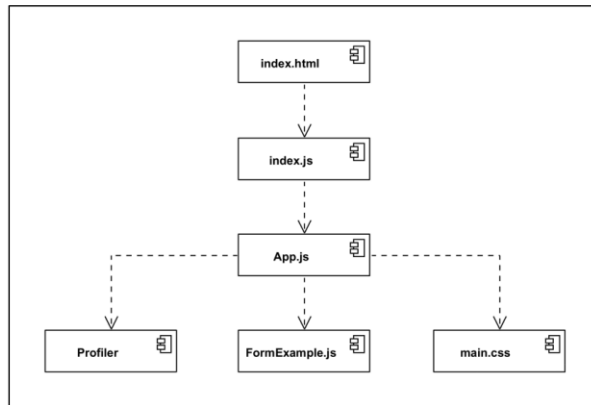 index.html
index.js
App.js
Profiler
FormExample.js
main.css